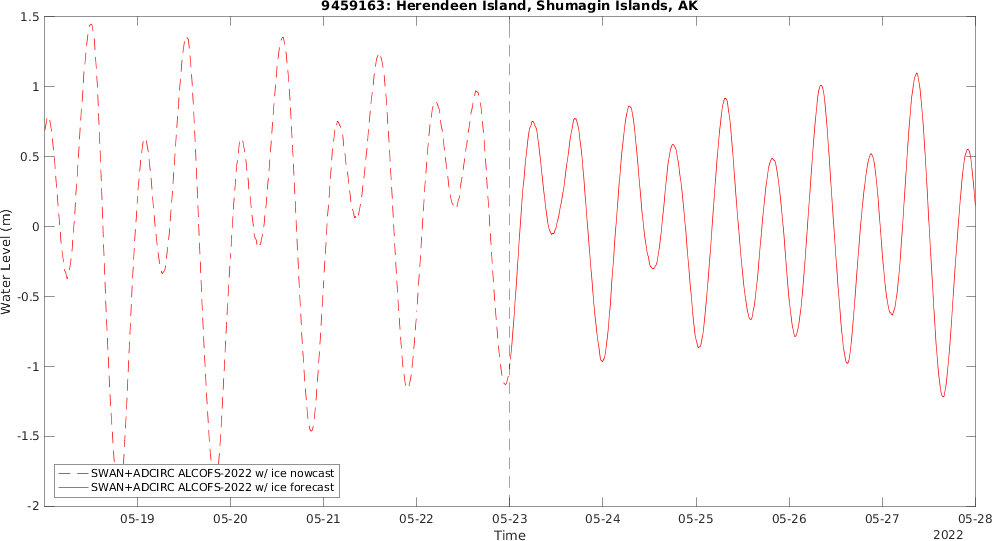 9459163: Herendeen Island, Shumagin Islands, AK
1.5
1
0.5
0
-0.5
-1
-1.5
-2
Water Level (m)
SWAN+ADCIRC ALCOFS-2022 w/ ice nowcast
SWAN+ADCIRC ALCOFS-2022 w/ ice forecast
05-19 05-20 05-21 05-22 05-23 05-24 05-25 05-26 05-27 05-28
Time
2022